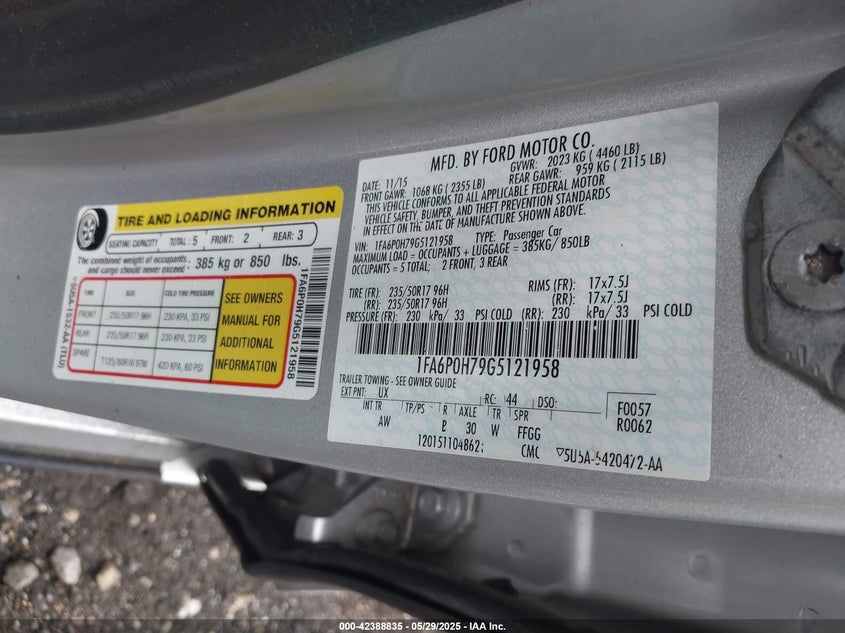 TIRE AND LOADING INFORMATION
SEATING CAPACITY TOTAL: 5 FRONT: 2 REAR: 3
The combined weight of occupants and cargo should never exceed 385 kg or 850 lbs.
TIRE SIZE COLD TIRE PRESSURE
FRONT 235/50R17 96H 230 KPA, 33 PSI
REAR 235/50R17 96H 230 KPA, 33 PSI
SPARE T125/80R16 97M 420 KPA, 60 PSI
SEE OWNERS
MANUAL FOR
ADDITIONAL
INFORMATION
5U5A-1532-AA (TLU)
1FA6P0H79G5121958
MFD. BY FORD MOTOR CO.
DATE: 11/15 GVWR: 2023 KG ( 4460 LB)
FRONT GAWR: 1068 KG ( 2355 LB) REAR GAWR: 959 KG ( 2115 LB)
THIS VEHICLE CONFORMS TO ALL APPLICABLE FEDERAL MOTOR
VEHICLE SAFETY, BUMPER, AND THEFT PREVENTION STANDARDS
IN EFFECT ON THE DATE OF MANUFACTURE SHOWN ABOVE.
VIN: 1FA6P0H79G5121958 TYPE: Passenger Car
MAXIMUM LOAD = OCCUPANTS + LUGGAGE = 385KG/ 850LB
OCCUPANTS = 5 TOTAL; 2 FRONT, 3 REAR
TIRE (FR): 235/50R17 96H RIMS (FR): 17x7.5J
(RR): 235/50R17 96H (RR): 17x7.5J
PRESSURE (FR): 230 kPa/ 33 PSI COLD (RR): 230 kPa/ 33 PSI COLD
1FA6P0H79G5121958
TRAILER TOWING - SEE OWNER GUIDE
EXT PNT: UX RC: 44 DSO: F0057
INT TR TP/PS R AXLE TR SPR R0062
AW B 30 W FFGG
120151104862; CMC 5U5A-5420472-AA
000-42388835 - 05/29/2025 - IAA Inc.